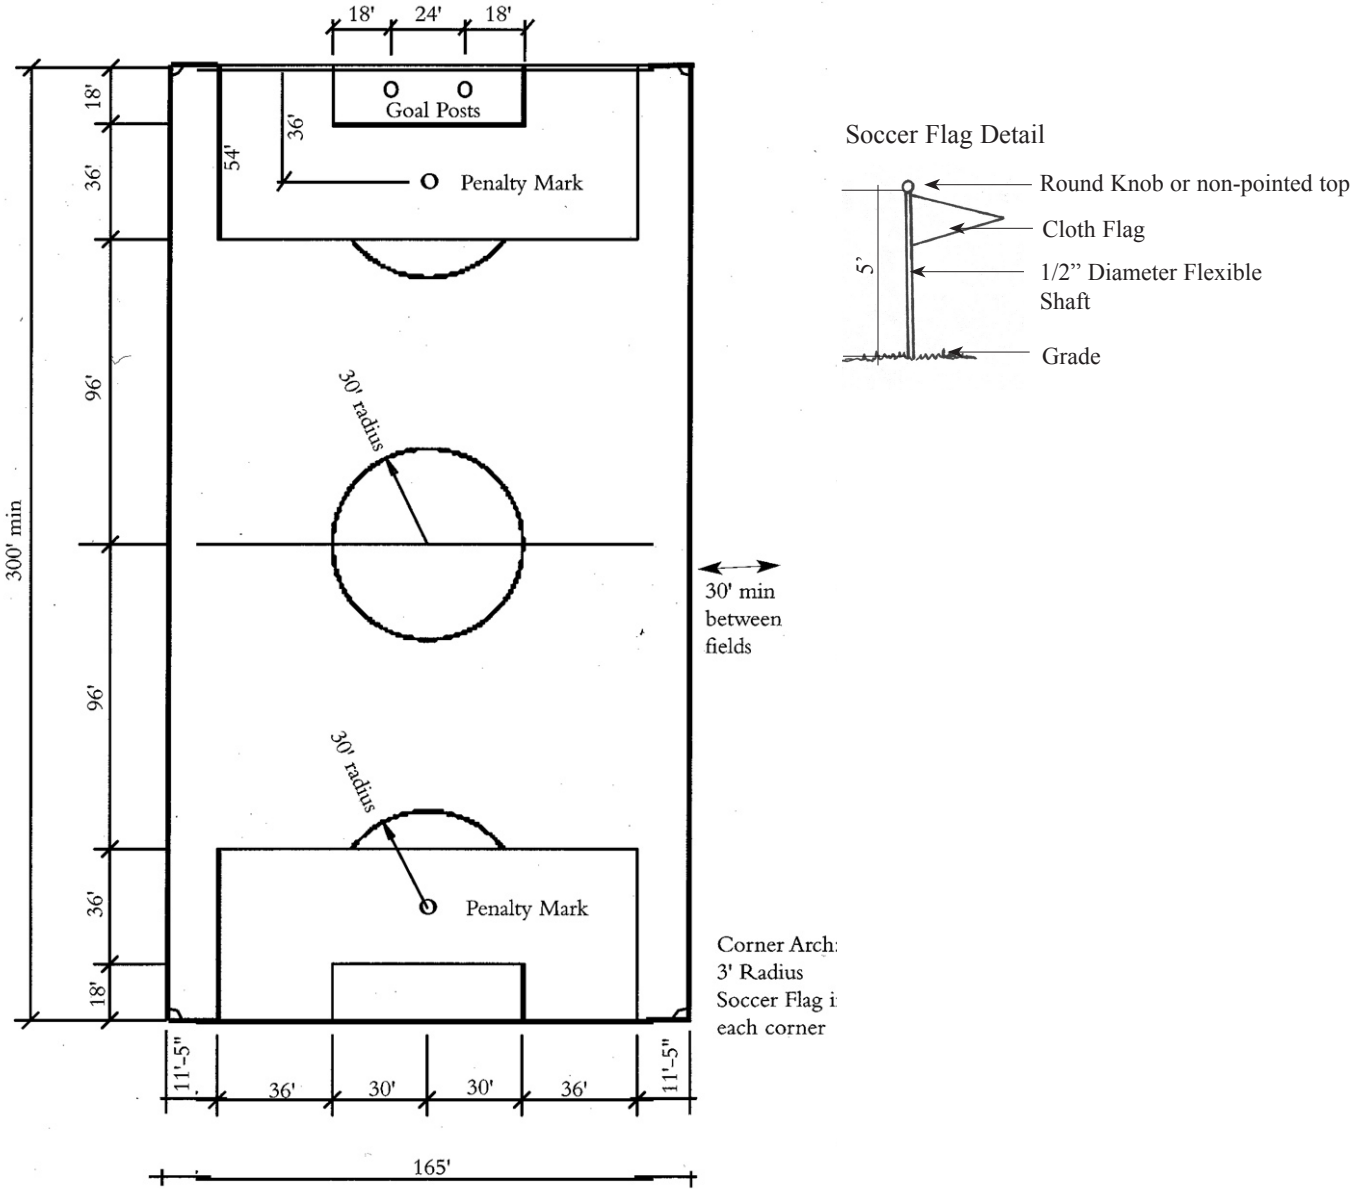 18' 24' 18'
18'
Goal Posts
36'
54'
36'
Penalty Mark
96'
30' radius
300' min
30' min
between
fields
96'
30' radius
36'
Penalty Mark
18'
Corner Arch:
3' Radius
Soccer Flag i
each corner
11'-5" 36' 30' 30' 36' 11'-5"
165'
Soccer Flag Detail
Round Knob or non-pointed top
Cloth Flag
5'
1/2” Diameter Flexible
Shaft
Grade